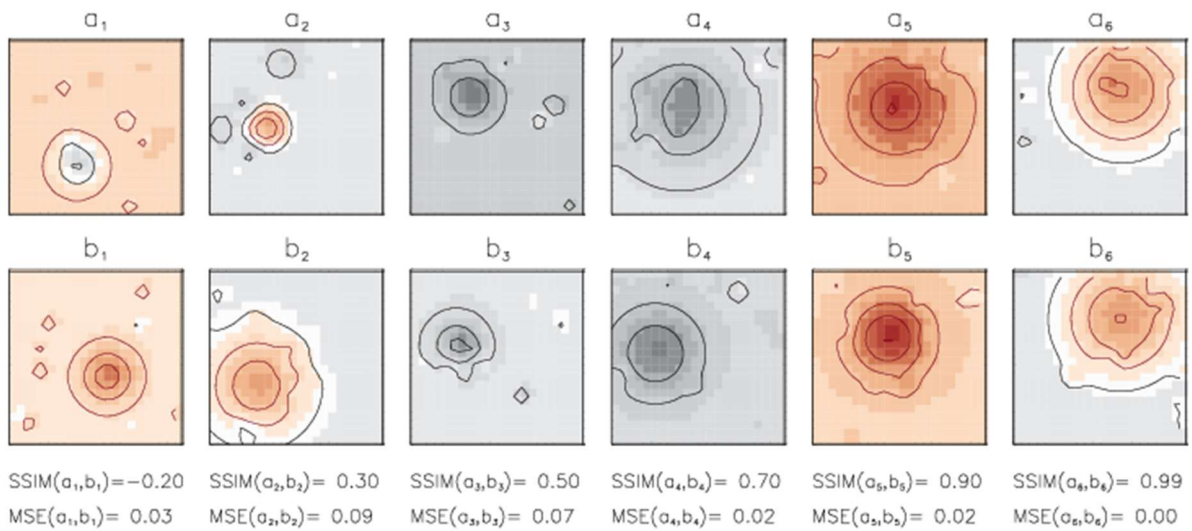 a₁ a₂ a₃ a₄ a₅ a₆
b₁ b₂ b₃ b₄ b₅ b₆
SSIM(a₁,b₁)=−0.20 SSIM(a₂,b₂)= 0.30 SSIM(a₃,b₃)= 0.50 SSIM(a₄,b₄)= 0.70 SSIM(a₅,b₅)= 0.90 SSIM(a₆,b₆)= 0.99
MSE(a₁,b₁)= 0.03 MSE(a₂,b₂)= 0.09 MSE(a₃,b₃)= 0.07 MSE(a₄,b₄)= 0.02 MSE(a₅,b₅)= 0.02 MSE(a₆,b₆)= 0.00